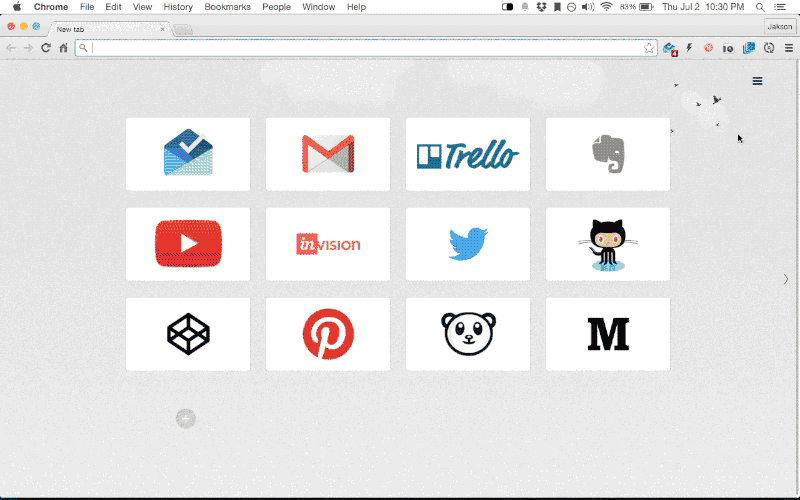 Chrome File Edit View History Bookmarks People Window Help 83% Thu Jul 2 10:30 PM
New tab Jakson
4
Trello
invision
M